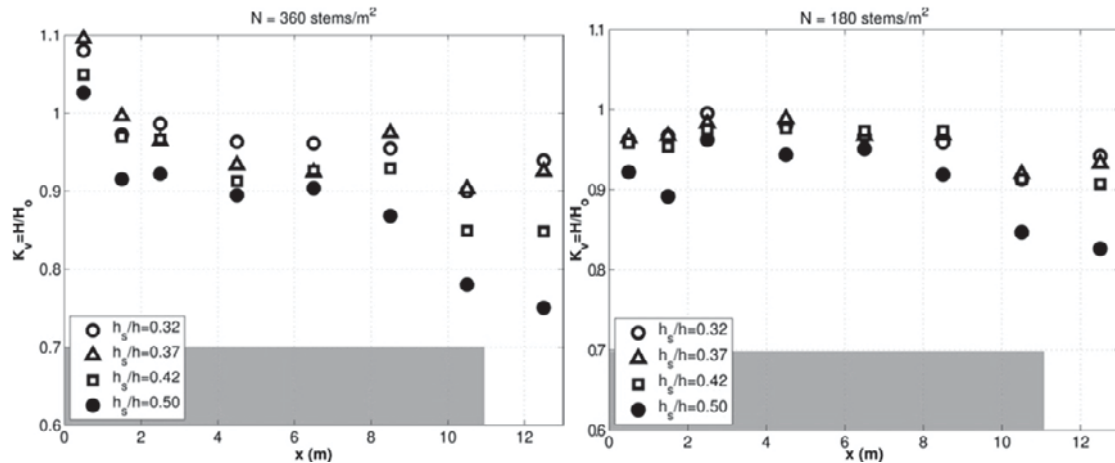 N = 360 stems/m²
K_v=H/H_o
1.1
1
0.9
0.8
0.7
0.6
h_s/h=0.32
h_s/h=0.37
h_s/h=0.42
h_s/h=0.50
0 2 4 6 8 10 12
x (m)
N = 180 stems/m²
K_v=H/H_o
1.1
1
0.9
0.8
0.7
0.6
h_s/h=0.32
h_s/h=0.37
h_s/h=0.42
h_s/h=0.50
0 2 4 6 8 10 12
x (m)